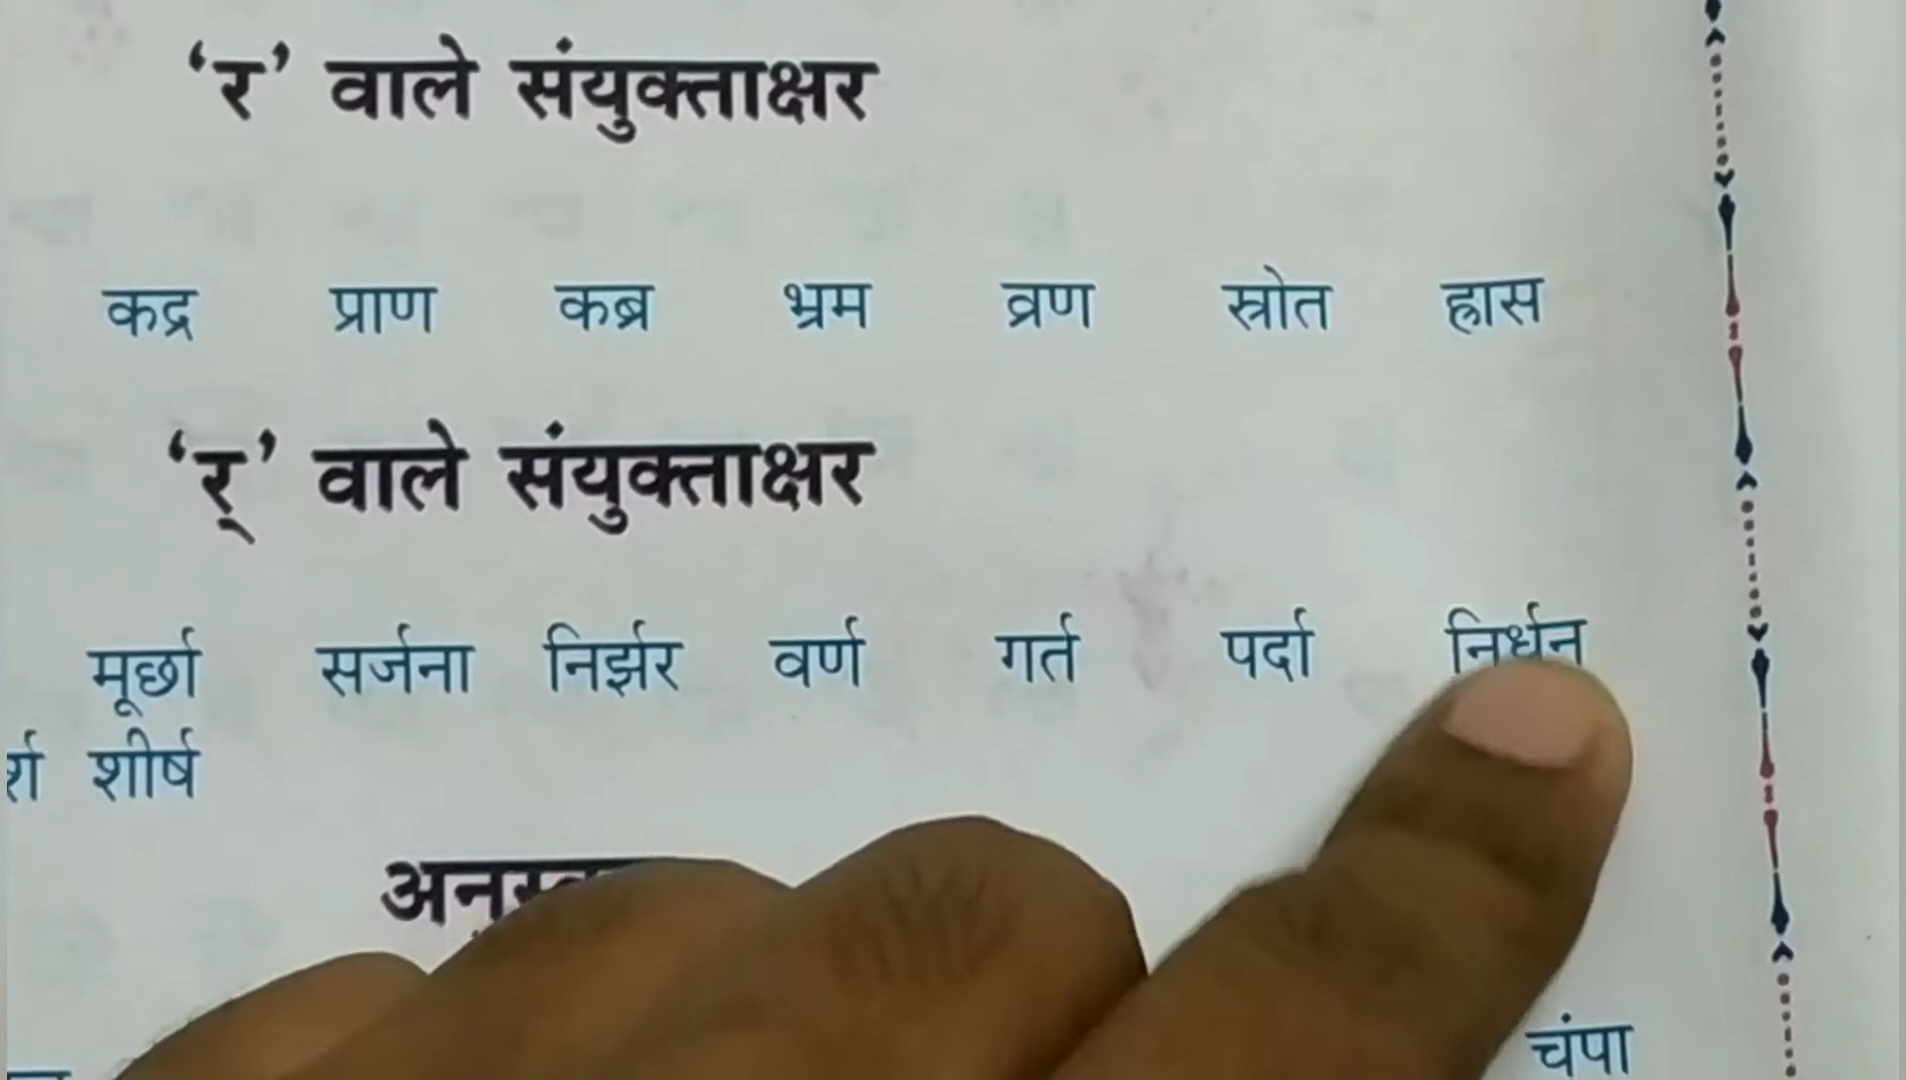 ‘र’ वाले संयुक्ताक्षर
कद्र प्राण कब्र भ्रम व्रण स्रोत ह्रास
‘र्’ वाले संयुक्ताक्षर
मूर्छा सर्जना निर्झर वर्ण गर्त पर्दा निर्धन
शीर्ष
चंपा